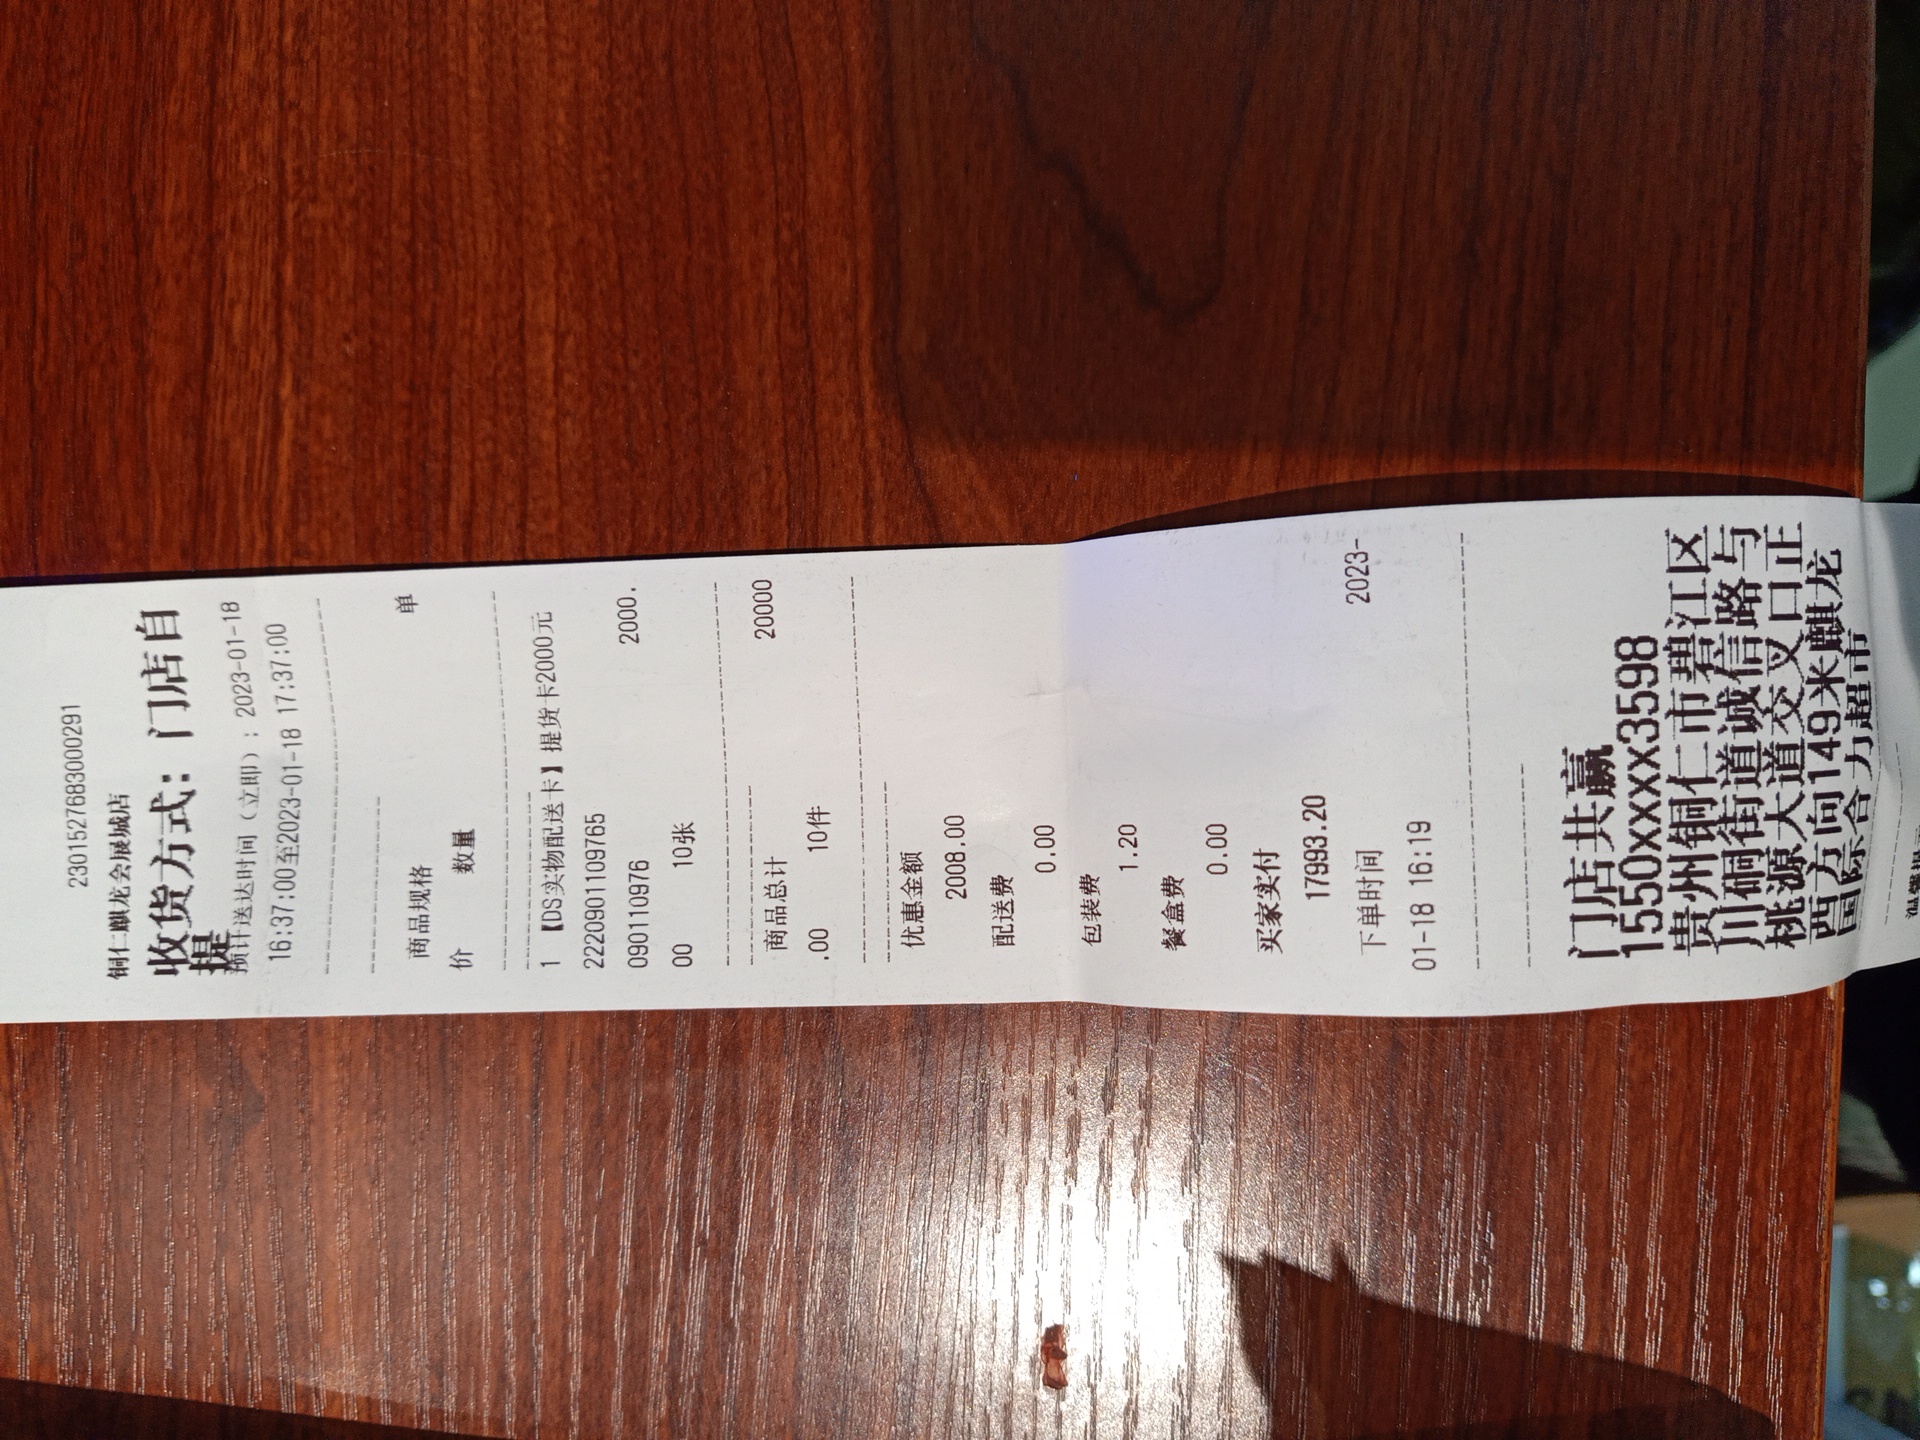 2301527683000291
铜仁麒龙会展城店
收货方式：门店自
提
预计送达时间（立即）：2023-01-18
16:37:00至2023-01-18 17:37:00
商品规格 单
价 数量
1 【DS实物配送卡】提货卡2000元
2220901109765
0901110976 2000.
00 10张
商品总计 20000
.00 10件
优惠金额
2008.00
配送费
0.00
包装费
1.20
餐盒费
0.00
买家实付
17993.20
下单时间 2023-
01-18 16:19
门店共赢
1550xxxx3598
贵州铜仁市碧江区
川硐街道诚信路与
桃源大道交叉口正
西方向149米麒龙
国际合力超市